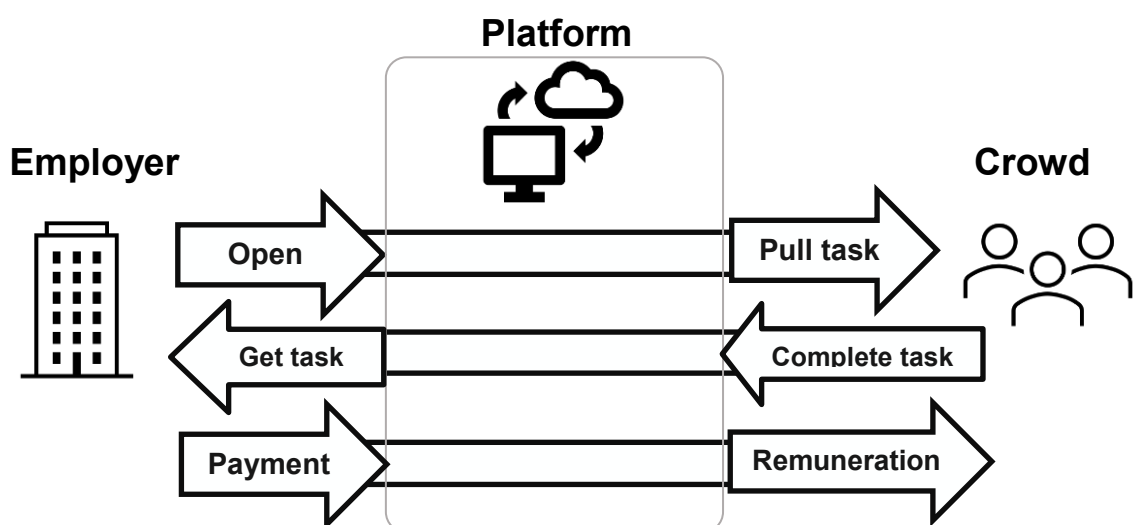 Platform
Employer
Crowd
Open
Pull task
Get task
Complete task
Payment
Remuneration